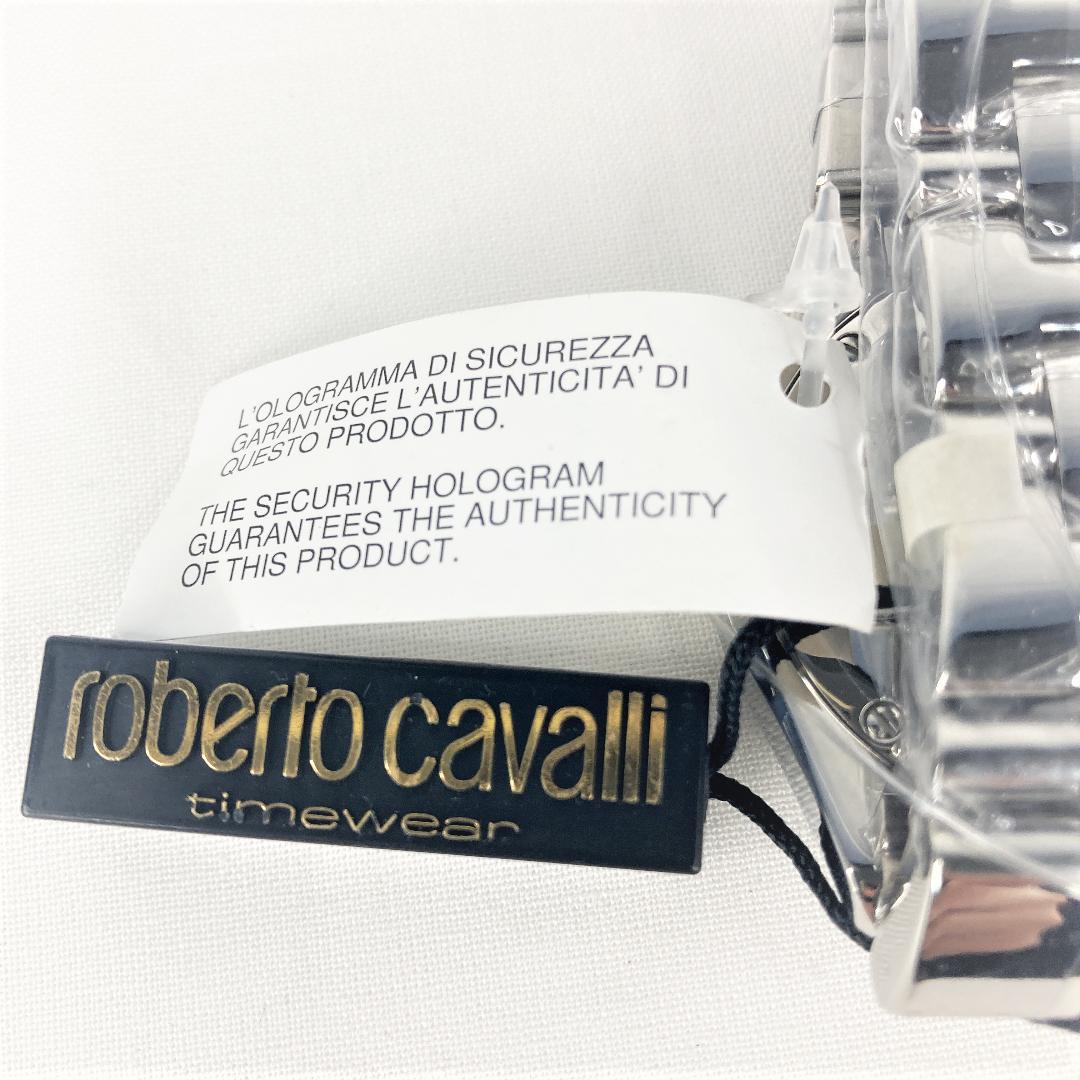 L'OLOGRAMMA DI SICUREZZA
GARANTISCE L'AUTENTICITA' DI
QUESTO PRODOTTO.
THE SECURITY HOLOGRAM
GUARANTEES THE AUTHENTICITY
OF THIS PRODUCT.
roberto cavalli
timewear